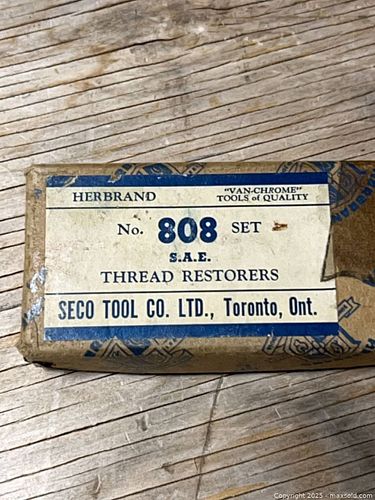 HERBRAND
"VAN-CHROME"
TOOLS of QUALITY
No. 808 SET
S.A.E.
THREAD RESTORERS
SECO TOOL CO. LTD., Toronto, Ont.
Copyright 2025 - maxsold.com